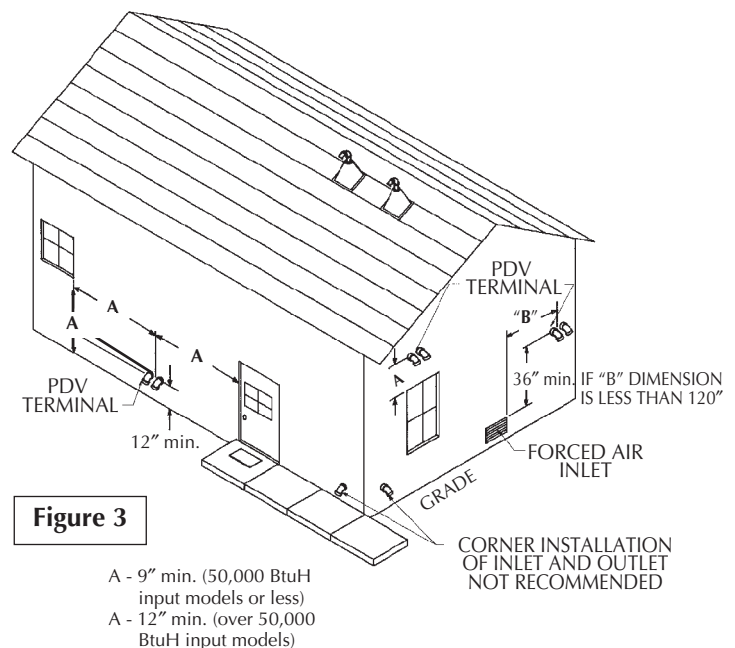 PDV
TERMINAL
"B"
A
A
A
A
36" min. IF "B" DIMENSION
IS LESS THAN 120"
PDV
TERMINAL
12" min.
FORCED AIR
INLET
GRADE
Figure 3
CORNER INSTALLATION
OF INLET AND OUTLET
NOT RECOMMENDED
A - 9" min. (50,000 BtuH
input models or less)
A - 12" min. (over 50,000
BtuH input models)